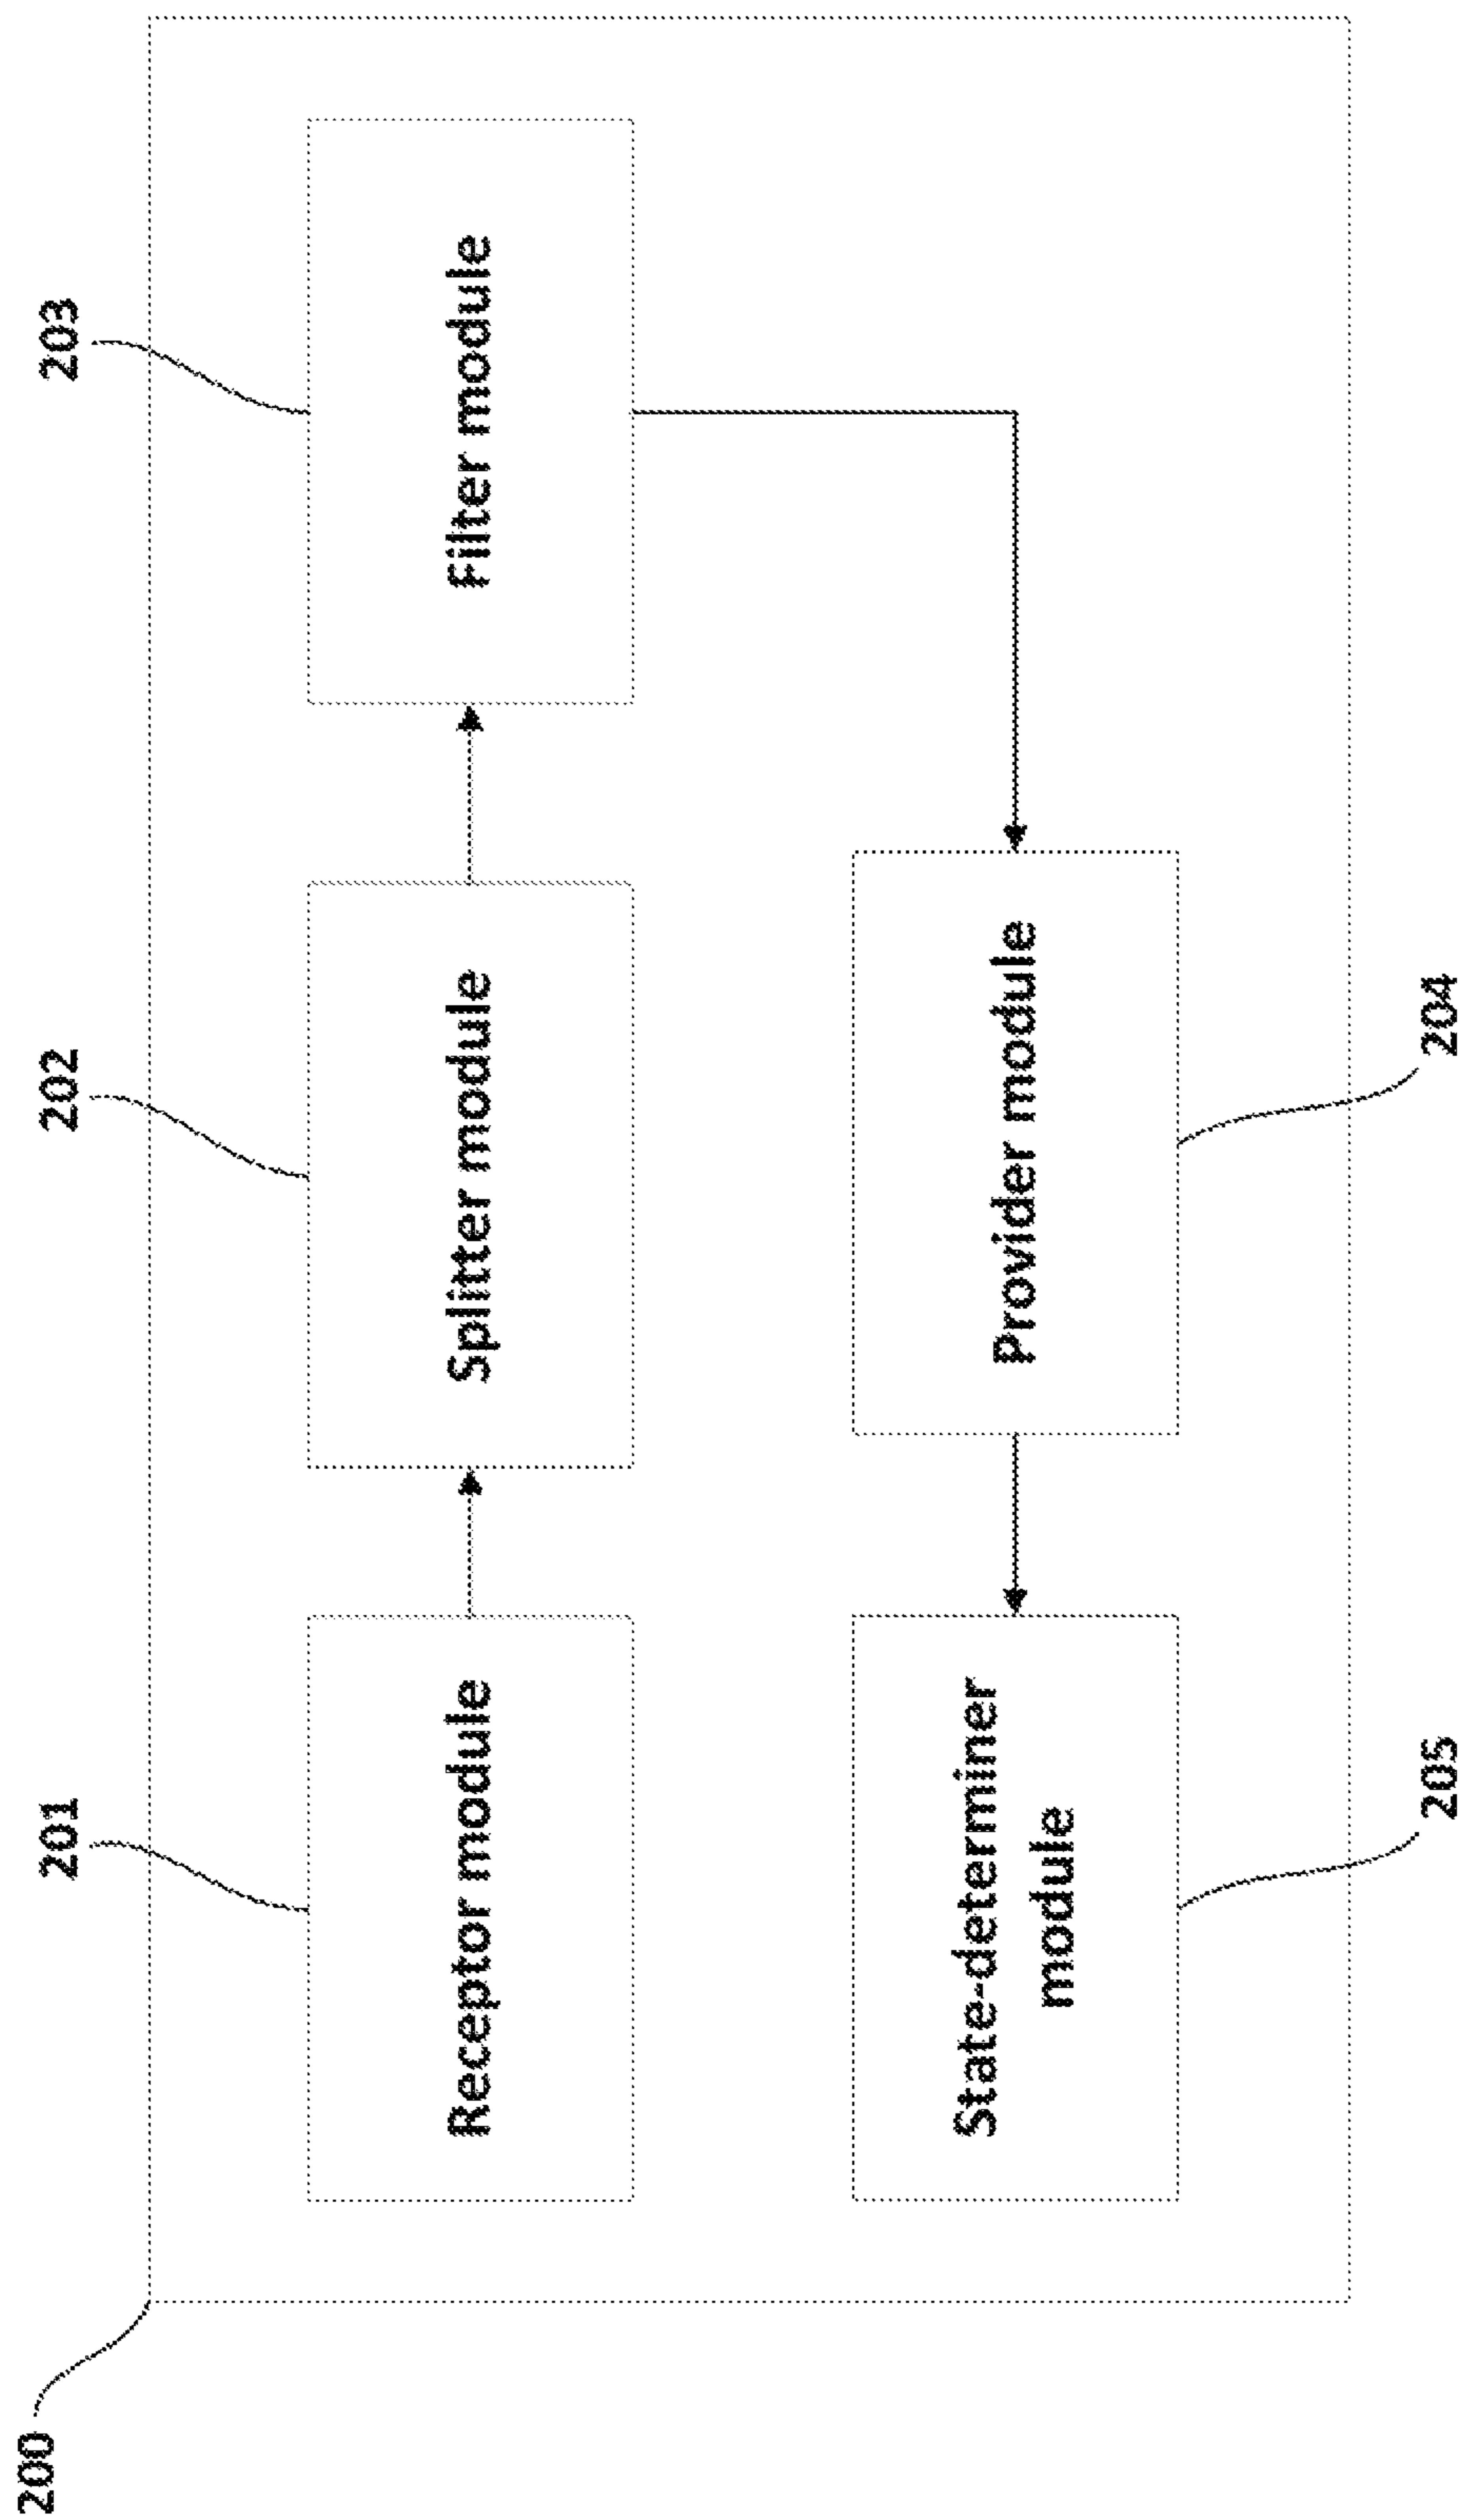 200
201
202
203
Receptor module
Splitter module
Filter module
State-determiner
module
Provider module
205
204